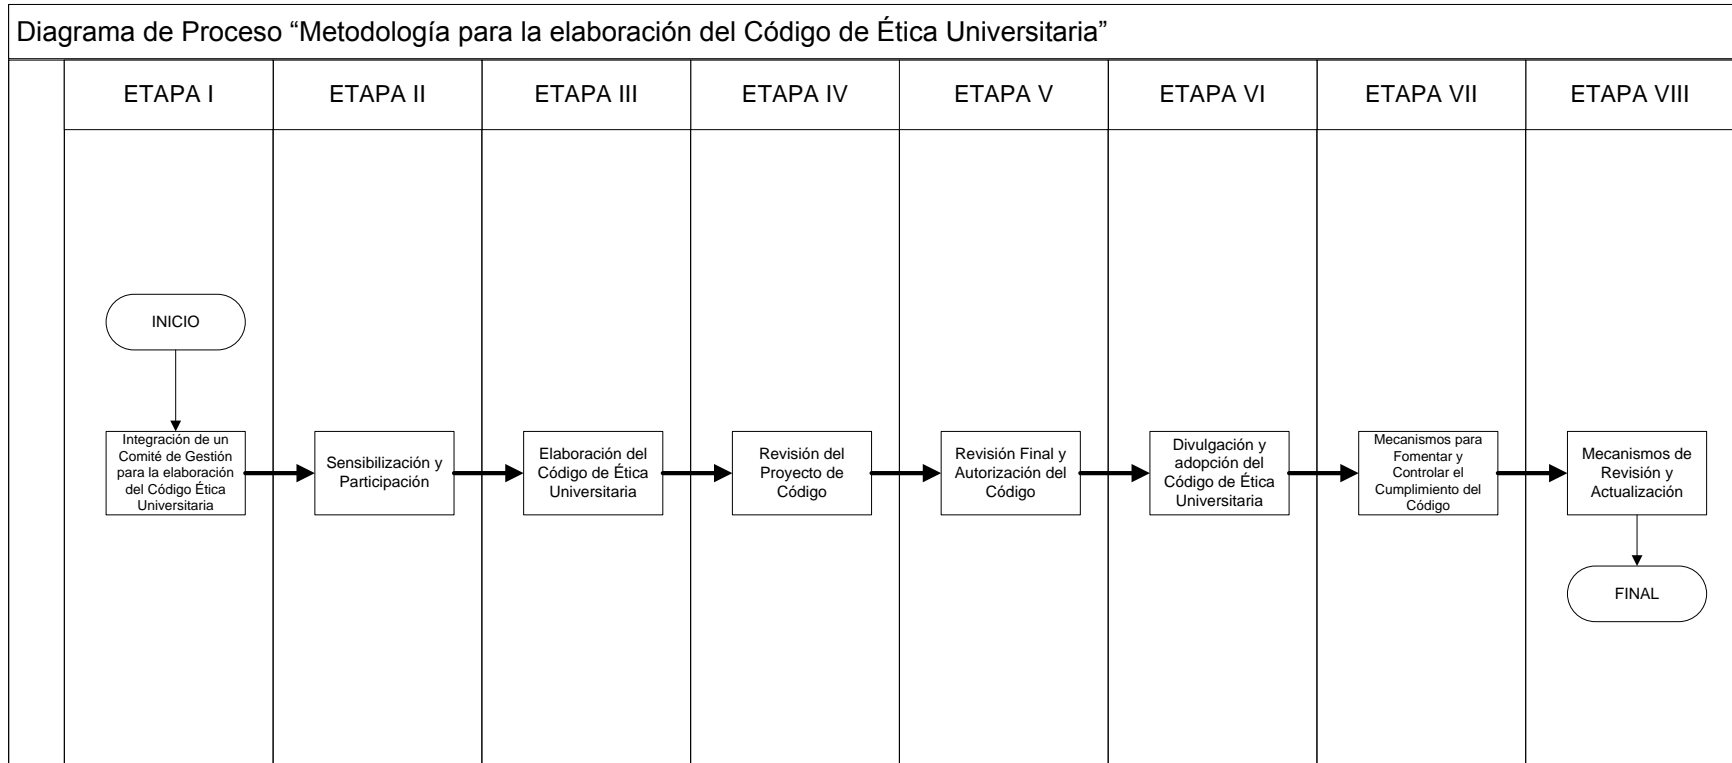 Diagrama de Proceso “Metodología para la elaboración del Código de Ética Universitaria”
ETAPA I
ETAPA II
ETAPA III
ETAPA IV
ETAPA V
ETAPA VI
ETAPA VII
ETAPA VIII
INICIO
Integración de un
Comité de Gestión
para la elaboración
del Código Ética
Universitaria
Sensibilización y
Participación
Elaboración del
Código de Ética
Universitaria
Revisión del
Proyecto de
Código
Revisión Final y
Autorización del
Código
Divulgación y
adopción del
Código de Ética
Universitaria
Mecanismos para
Fomentar y
Controlar el
Cumplimiento del
Código
Mecanismos de
Revisión y
Actualización
FINAL